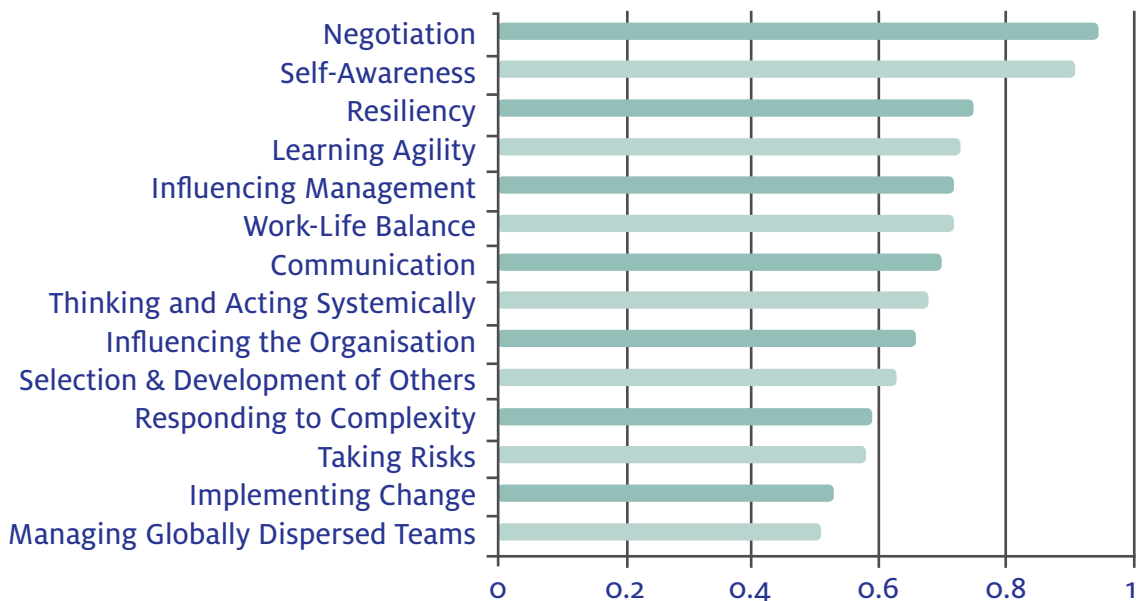 Negotiation
Self-Awareness
Resiliency
Learning Agility
Influencing Management
Work-Life Balance
Communication
Thinking and Acting Systemically
Influencing the Organisation
Selection & Development of Others
Responding to Complexity
Taking Risks
Implementing Change
Managing Globally Dispersed Teams
0 0.2 0.4 0.6 0.8 1